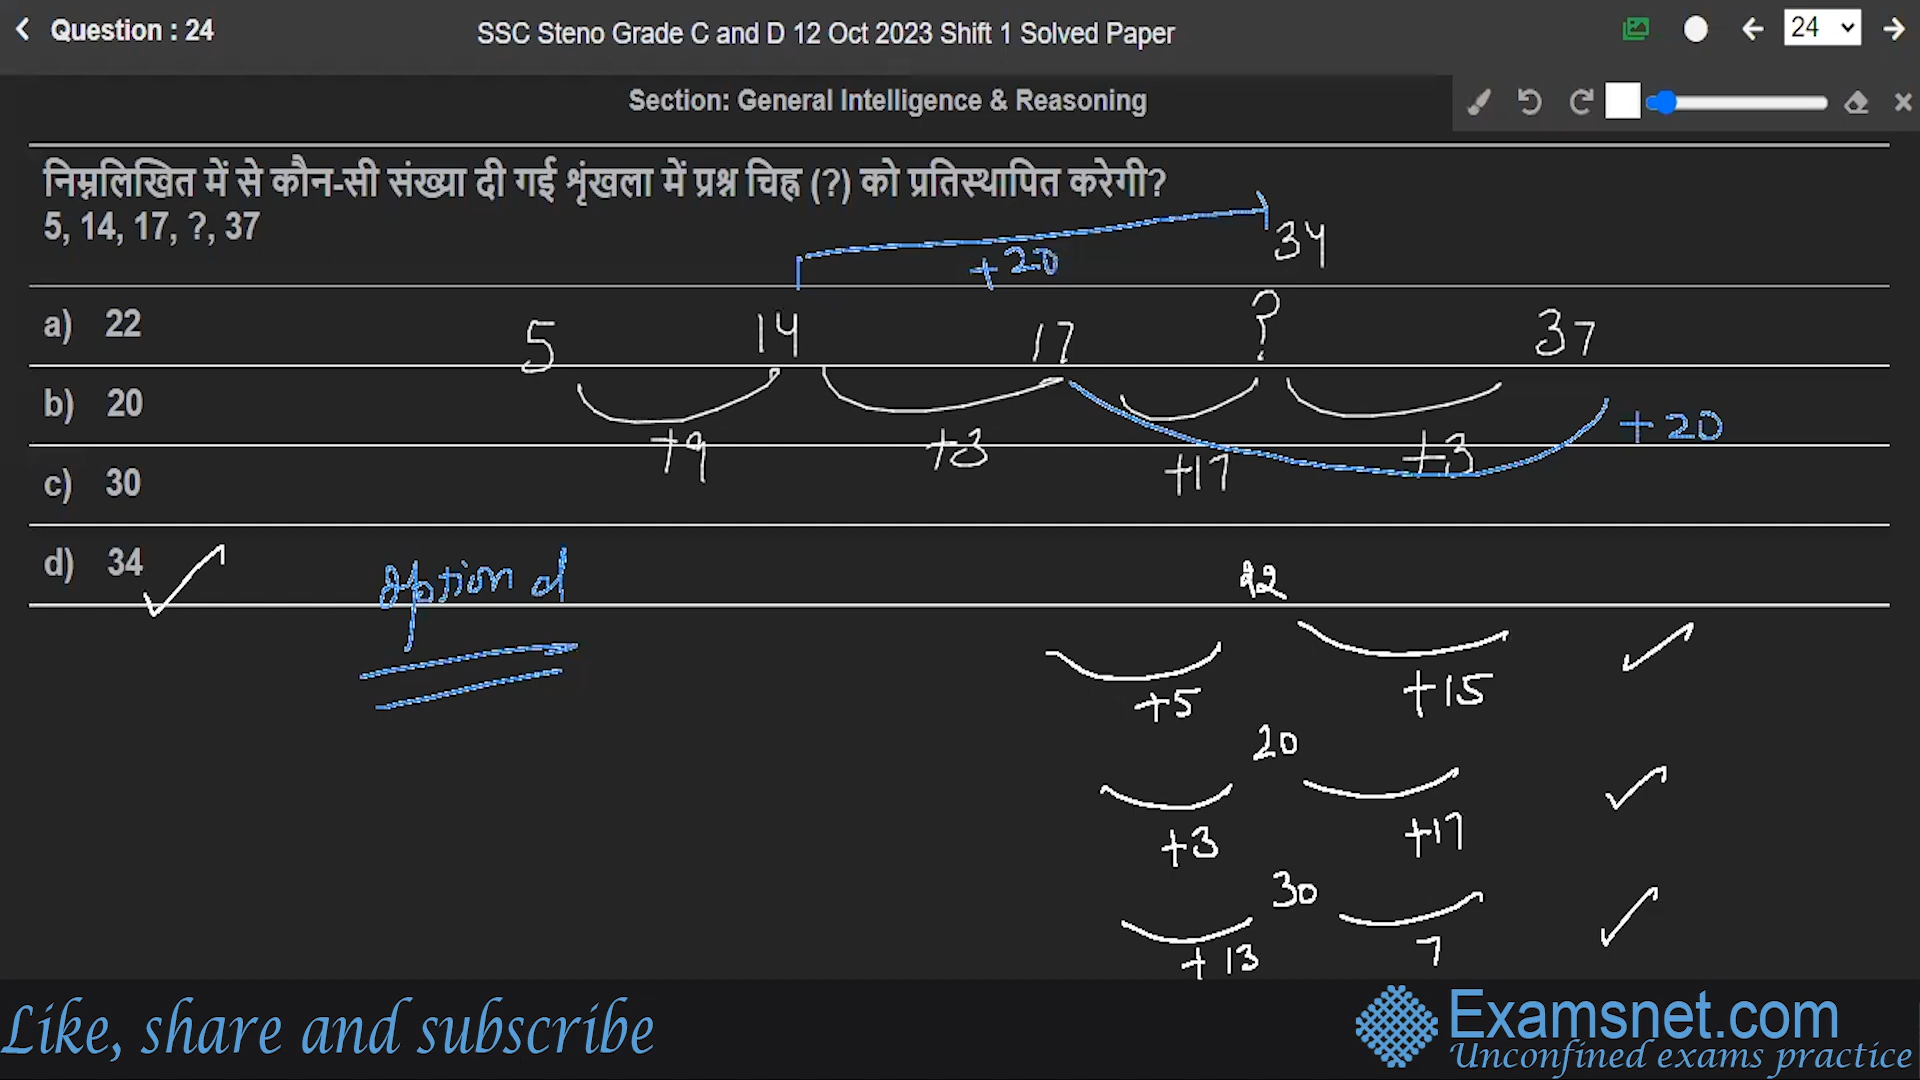 Question : 24
SSC Steno Grade C and D 12 Oct 2023 Shift 1 Solved Paper
24
Section: General Intelligence & Reasoning
निम्नलिखित में से कौन-सी संख्या दी गई शृंखला में प्रश्न चिह्न (?) को प्रतिस्थापित करेगी?
5, 14, 17, ?, 37
34
+20
a) 22
5 14 17 ? 37
b) 20
+20
+9 +3 +17 +3
c) 30
d) 34
option d
22
+5 +15
20
+3 +17
30
+13 7
Like, share and subscribe
Examsnet.com
Unconfined exams practice